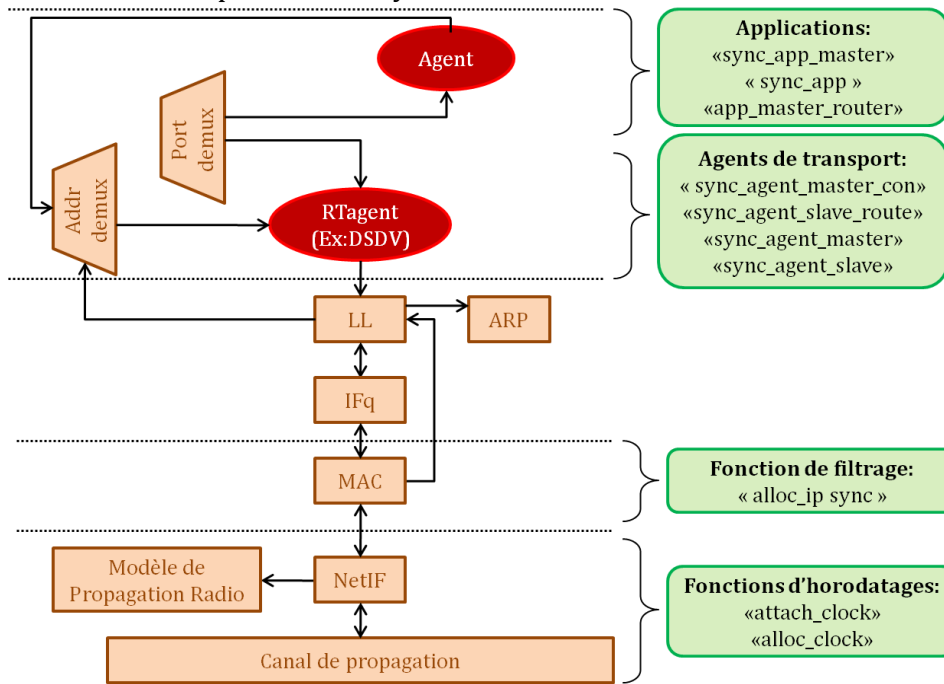 Applications:
«sync_app_master»
« sync_app »
«app_master_router»
Agent
Port
demux
Addr
demux
RTagent
(Ex:DSDV)
Agents de transport:
« sync_agent_master_con»
«sync_agent_slave_route»
«sync_agent_master»
«sync_agent_slave»
LL
ARP
IFq
MAC
Fonction de filtrage:
« alloc_ip sync »
Modèle de
Propagation Radio
NetIF
Fonctions d'horodatages:
«attach_clock»
«alloc_clock»
Canal de propagation